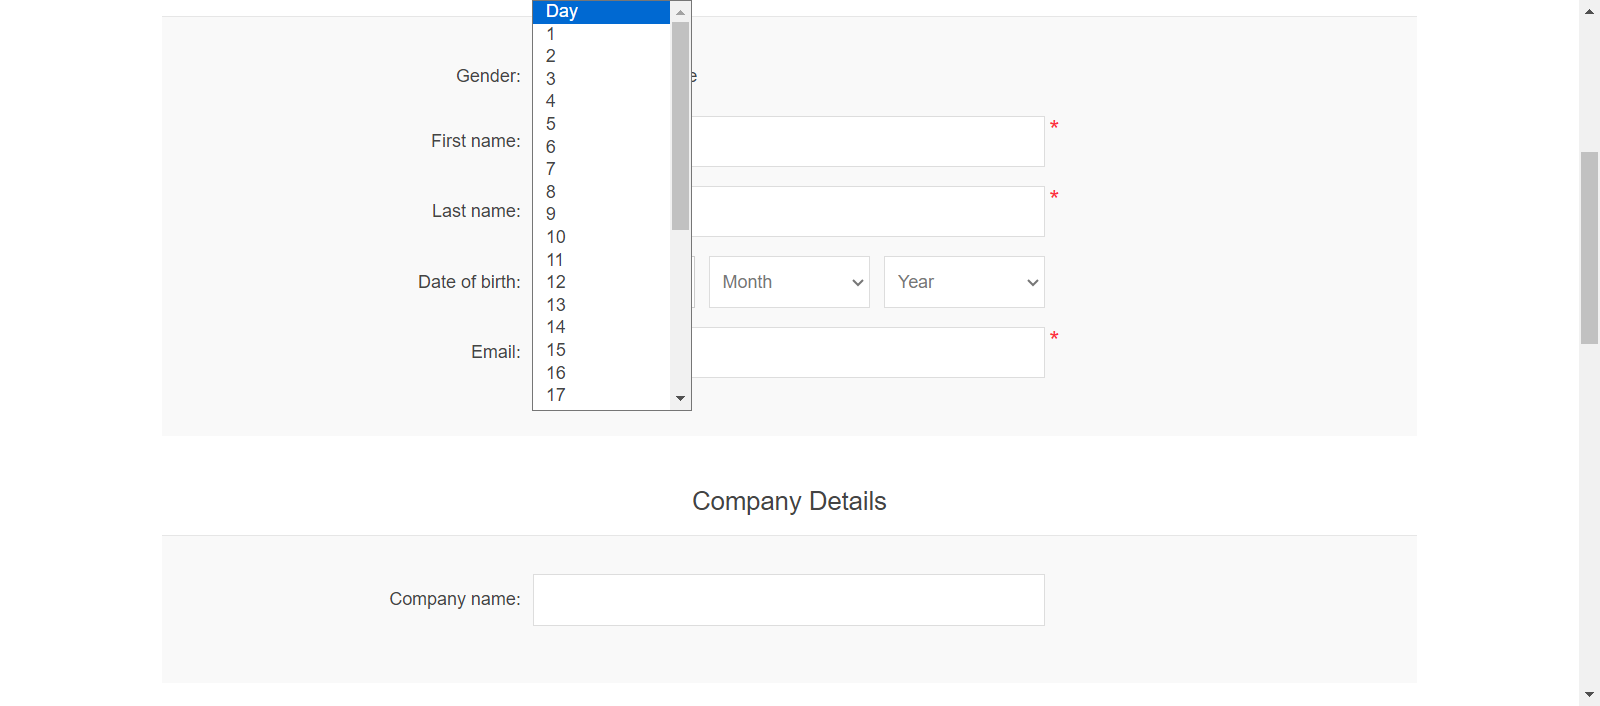 Day
1
2
3
4
5
6
7
8
9
10
11
12
13
14
15
16
17
Gender:
First name: *
Last name: *
Date of birth: Month Year
Email: *
Company Details
Company name: